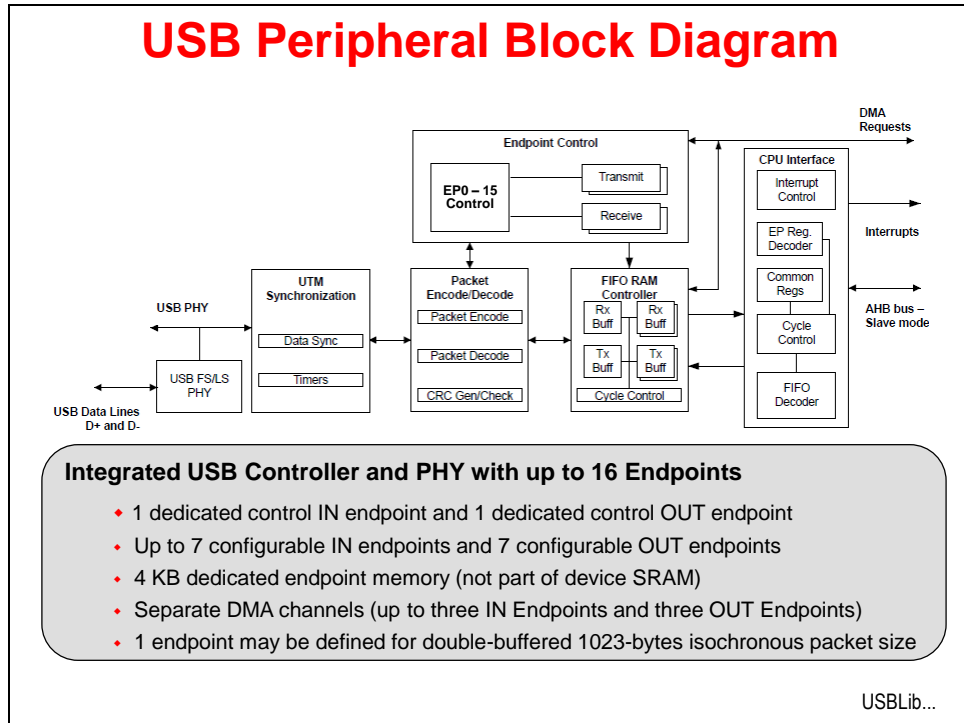 USB Peripheral Block Diagram
DMA
Requests
Endpoint Control
EP0 – 15
Control
Transmit
Receive
CPU Interface
Interrupt
Control
EP Reg.
Decoder
Common
Regs
Cycle
Control
FIFO
Decoder
Interrupts
AHB bus –
Slave mode
USB PHY
USB FS/LS
PHY
USB Data Lines
D+ and D-
UTM
Synchronization
Data Sync
Timers
Packet
Encode/Decode
Packet Encode
Packet Decode
CRC Gen/Check
FIFO RAM
Controller
Rx
Buff
Rx
Buff
Tx
Buff
Tx
Buff
Cycle Control
Integrated USB Controller and PHY with up to 16 Endpoints
1 dedicated control IN endpoint and 1 dedicated control OUT endpoint
Up to 7 configurable IN endpoints and 7 configurable OUT endpoints
4 KB dedicated endpoint memory (not part of device SRAM)
Separate DMA channels (up to three IN Endpoints and three OUT Endpoints)
1 endpoint may be defined for double-buffered 1023-bytes isochronous packet size
USBLib...